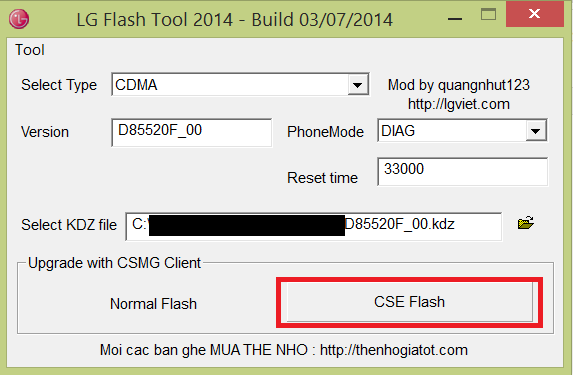 LG Flash Tool 2014 - Build 03/07/2014
Tool
Select Type CDMA Mod by quangnhut123
http://lgviet.com
Version D85520F_00 PhoneMode DIAG
Reset time 33000
Select KDZ file C:\ D85520F_00.kdz
Upgrade with CSMG Client
Normal Flash CSE Flash
Moi cac ban ghe MUA THE NHO : http://thenhogiatot.com